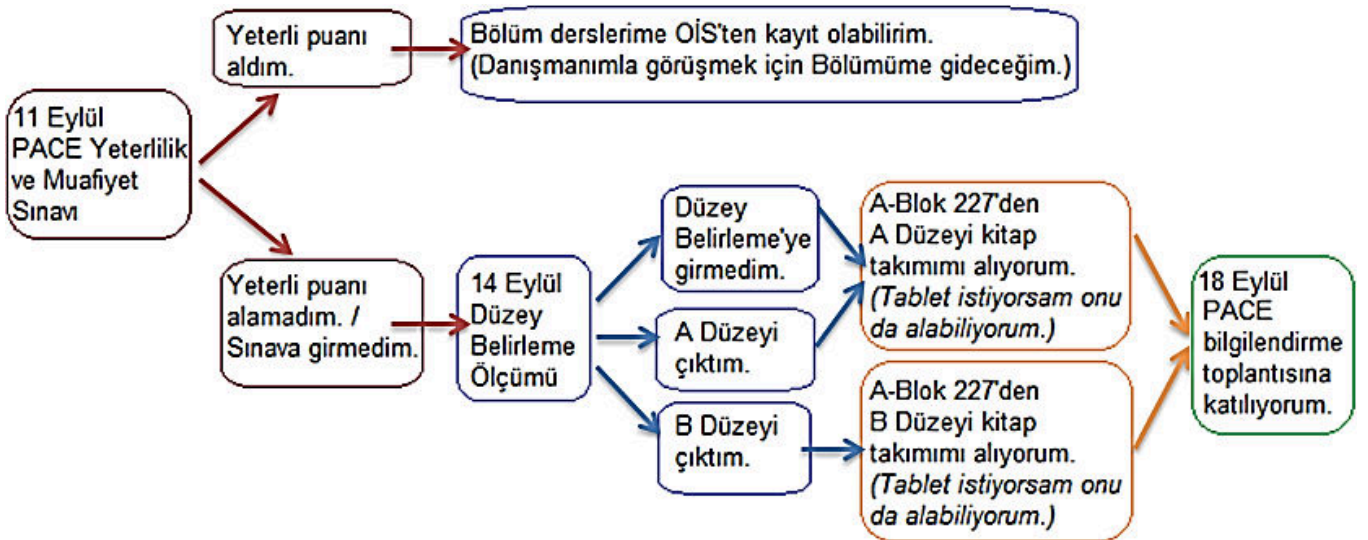 11 Eylül
PACE Yeterlilik
ve Muafiyet
Sınavı
Yeterli puanı
aldım.
Bölüm derslerime OİS'ten kayıt olabilirim.
(Danışmanımla görüşmek için Bölümüme gideceğim.)
Yeterli puanı
alamadım. /
Sınava girmedim.
14 Eylül
Düzey
Belirleme
Ölçümü
Düzey
Belirleme'ye
girmedim.
A Düzeyi
çıktım.
B Düzeyi
çıktım.
A-Blok 227'den
A Düzeyi kitap
takımımı alıyorum.
(Tablet istiyorsam onu
da alabiliyorum.)
A-Blok 227'den
B Düzeyi kitap
takımımı alıyorum.
(Tablet istiyorsam onu
da alabiliyorum.)
18 Eylül
PACE
bilgilendirme
toplantısına
katılıyorum.